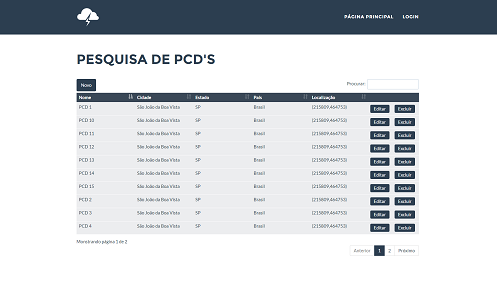 PÁGINA PRINCIPAL LOGIN
PESQUISA DE PCD'S
Novo Procurar:
Nome Cidade Estado País Localização
PCD 1 São João da Boa Vista SP Brasil (215809,464753) Editar Excluir
PCD 10 São João da Boa Vista SP Brasil (215809,464753) Editar Excluir
PCD 11 São João da Boa Vista SP Brasil (215809,464753) Editar Excluir
PCD 12 São João da Boa Vista SP Brasil (215809,464753) Editar Excluir
PCD 13 São João da Boa Vista SP Brasil (215809,464753) Editar Excluir
PCD 14 São João da Boa Vista SP Brasil (215809,464753) Editar Excluir
PCD 15 São João da Boa Vista SP Brasil (215809,464753) Editar Excluir
PCD 2 São João da Boa Vista SP Brasil (215809,464753) Editar Excluir
PCD 3 São João da Boa Vista SP Brasil (215809,464753) Editar Excluir
PCD 4 São João da Boa Vista SP Brasil (215809,464753) Editar Excluir
Monstrando página 1 de 2
Anterior 1 2 Próximo